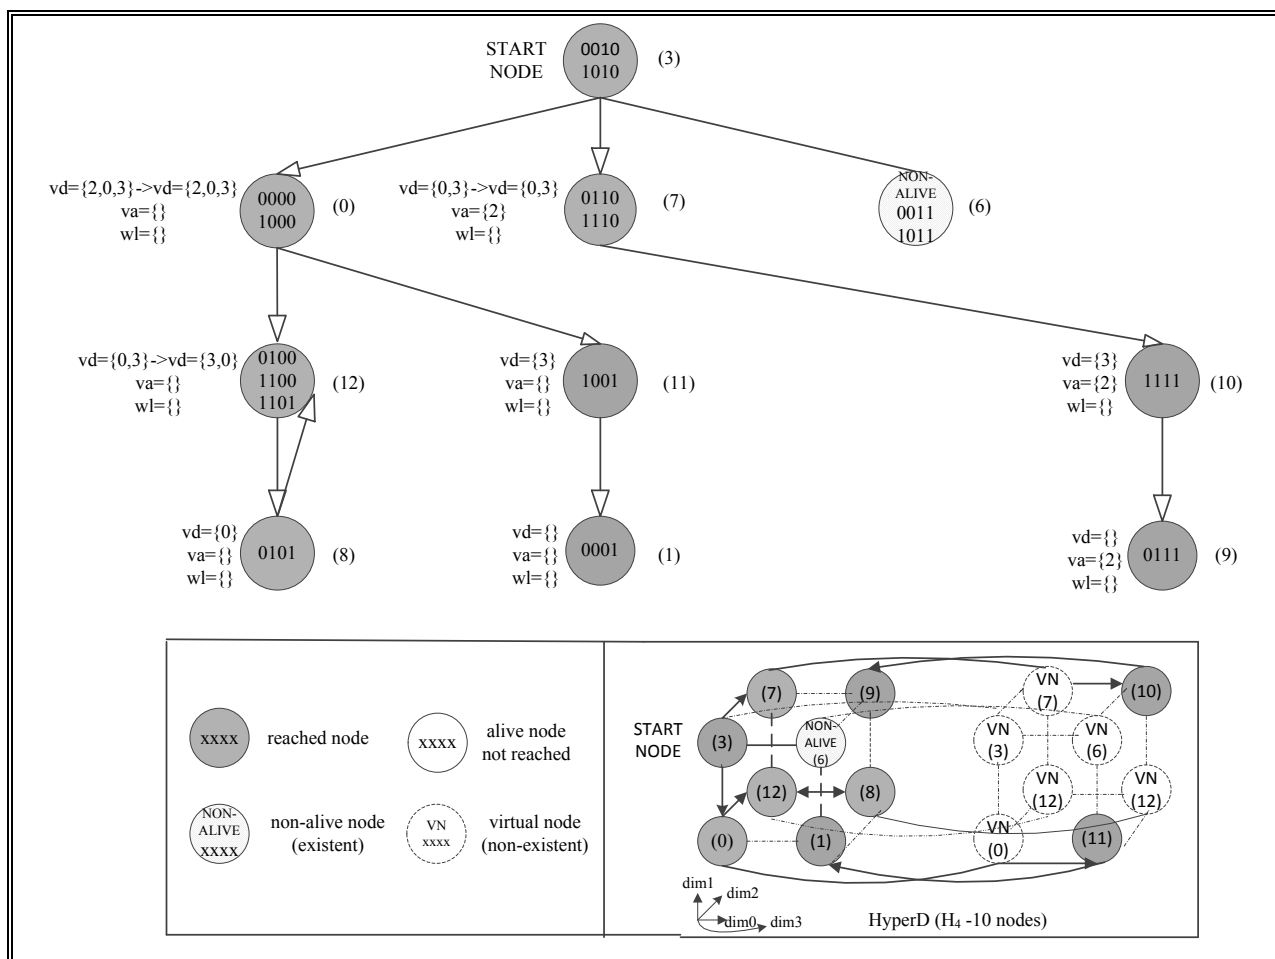 START
NODE
0010
1010
(3)
vd={2,0,3}->vd={2,0,3}
va={}
wl={}
0000
1000
(0)
vd={0,3}->vd={0,3}
va={2}
wl={}
0110
1110
(7)
NON-
ALIVE
0011
1011
(6)
vd={0,3}->vd={3,0}
va={}
wl={}
0100
1100
1101
(12)
vd={3}
va={}
wl={}
1001
(11)
vd={3}
va={2}
wl={}
1111
(10)
vd={0}
va={}
wl={}
0101
(8)
vd={}
va={}
wl={}
0001
(1)
vd={}
va={2}
wl={}
0111
(9)
xxxx
reached node
xxxx
alive node
not reached
NON-
ALIVE
xxxx
non-alive node
(existent)
VN
xxxx
virtual node
(non-existent)
(7)
(9)
VN
(7)
(10)
START
NODE
(3)
NON-
ALIVE
(6)
VN
(3)
VN
(6)
(12)
(8)
VN
(12)
VN
(12)
(0)
(1)
VN
(0)
(11)
dim1
dim2
dim0
dim3
HyperD (H4 -10 nodes)